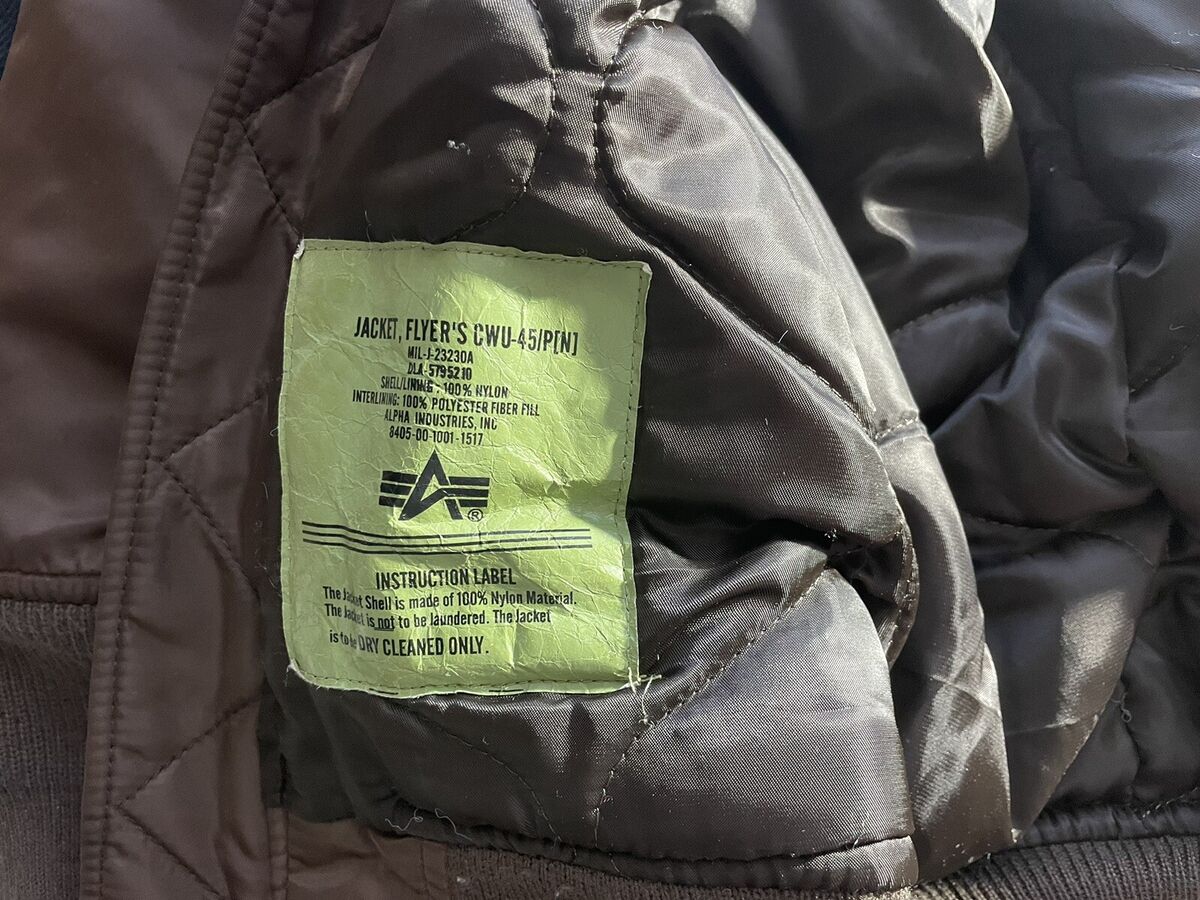 JACKET, FLYER'S CWU-45/P[N]
MIL-J-23230A
DLA-5795210
SHELL/LINING - 100% NYLON
INTERLINING: 100% POLYESTER FIBER FILL
ALPHA INDUSTRIES, INC
8405-00-1001-1517
A
®
INSTRUCTION LABEL
The Jacket Shell is made of 100% Nylon Material.
The Jacket is not to be laundered. The Jacket
is to be DRY CLEANED ONLY.